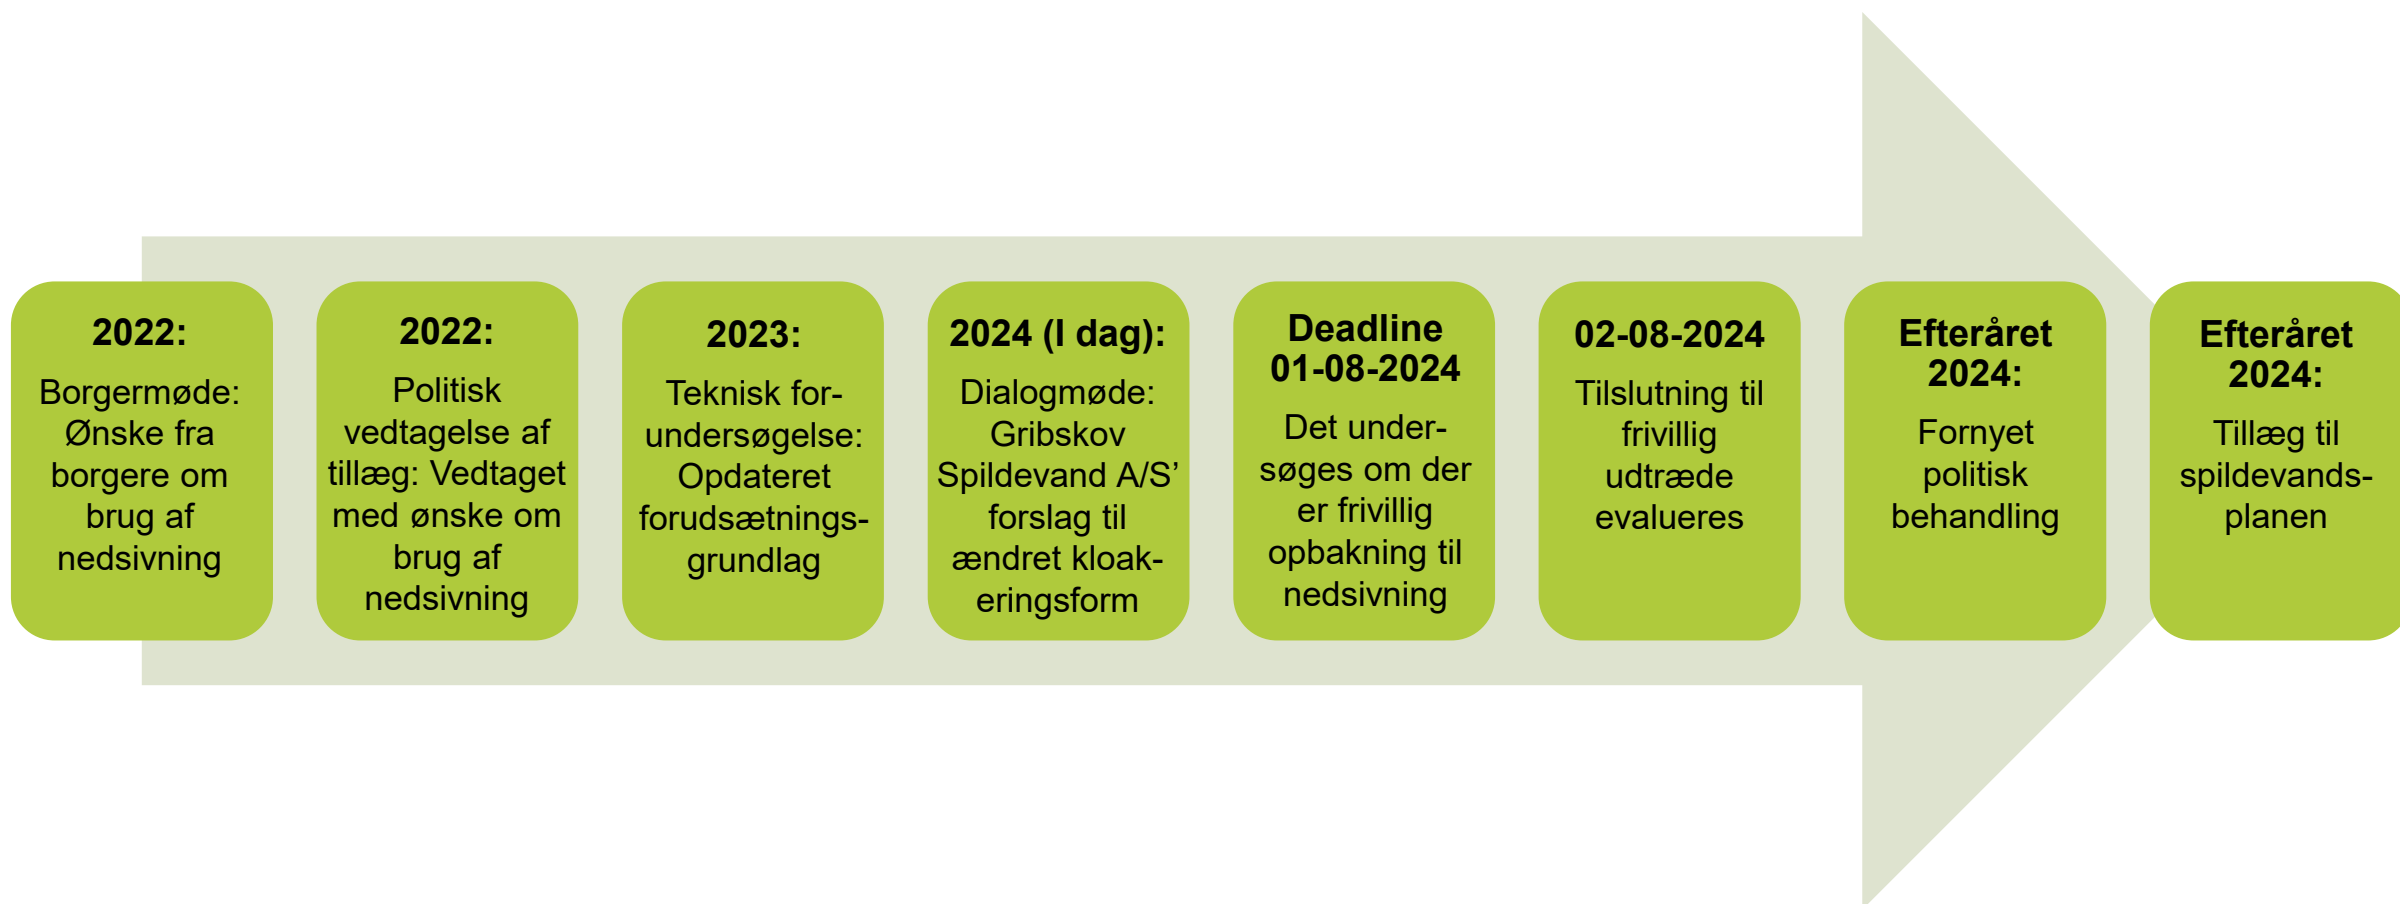 2022:
Borgermøde:
Ønske fra
borgere om
brug af
nedsivning
2022:
Politisk
vedtagelse af
tillæg: Vedtaget
med ønske om
brug af
nedsivning
2023:
Teknisk for-
undersøgelse:
Opdateret
forudsætnings-
grundlag
2024 (I dag):
Dialogmøde:
Gribskov
Spildevand A/S’
forslag til
ændret kloak-
eringsform
Deadline
01-08-2024
Det under-
søges om der
er frivillig
opbakning til
nedsivning
02-08-2024
Tilslutning til
frivillig
udtræde
evalueres
Efteråret
2024:
Fornyet
politisk
behandling
Efteråret
2024:
Tillæg til
spildevands-
planen